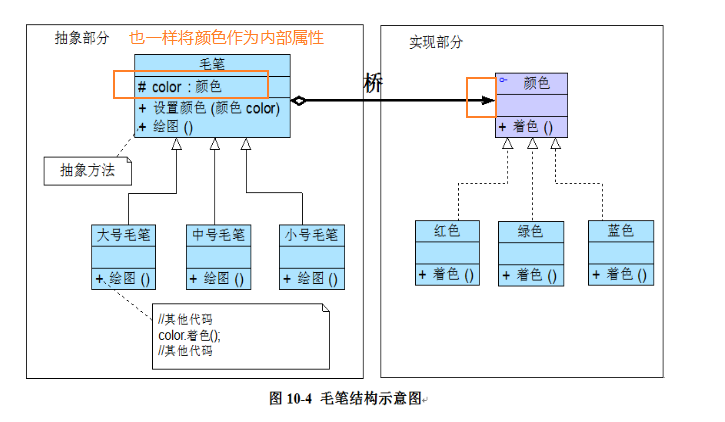 抽象部分
也一样将颜色作为内部属性
毛笔
# color : 颜色
+ 设置颜色 (颜色 color)
+ 绘图 ()
抽象方法
大号毛笔
+ 绘图 ()
中号毛笔
+ 绘图 ()
小号毛笔
+ 绘图 ()
//其他代码
color.着色();
//其他代码
桥
实现部分
颜色
+ 着色 ()
红色
+ 着色 ()
绿色
+ 着色 ()
蓝色
+ 着色 ()
图 10-4 毛笔结构示意图